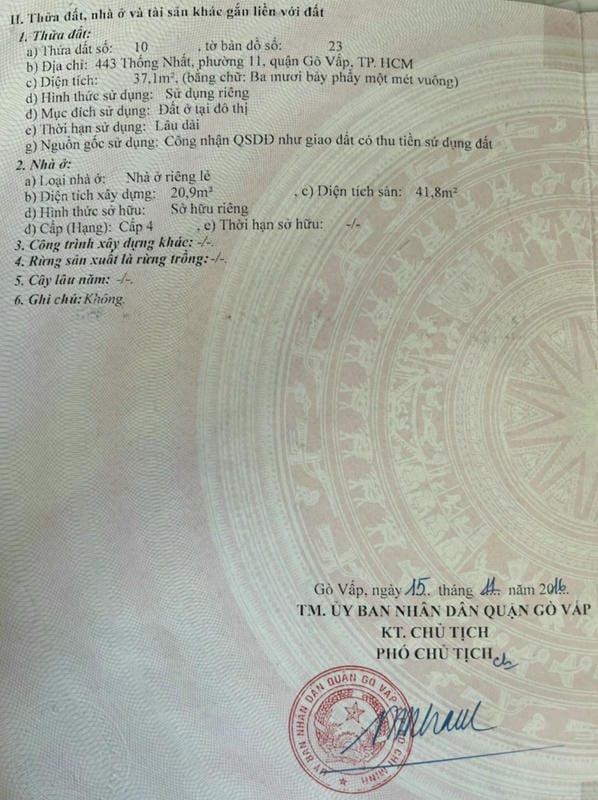 II. Thửa đất, nhà ở và tài sản khác gắn liền với đất
1. Thửa đất:
a) Thửa đất số: 10 , tờ bản đồ số: 23
b) Địa chỉ: 443 Thống Nhất, phường 11, quận Gò Vấp, TP. HCM
c) Diện tích: 37,1m², (bằng chữ: Ba mươi bảy phẩy một mét vuông)
d) Hình thức sử dụng: Sử dụng riêng
đ) Mục đích sử dụng: Đất ở tại đô thị
e) Thời hạn sử dụng: Lâu dài
g) Nguồn gốc sử dụng: Công nhận QSDĐ như giao đất có thu tiền sử dụng đất
2. Nhà ở:
a) Loại nhà ở: Nhà ở riêng lẻ
b) Diện tích xây dựng: 20,9m² , c) Diện tích sàn: 41,8m²
d) Hình thức sở hữu: Sở hữu riêng
đ) Cấp (Hạng): Cấp 4 , e) Thời hạn sở hữu: -/-
3. Công trình xây dựng khác: -/-.
4. Rừng sản xuất là rừng trồng: -/-.
5. Cây lâu năm: -/-.
6. Ghi chú: Không.
Gò Vấp, ngày 15 tháng 11 năm 2016.
TM. ỦY BAN NHÂN DÂN QUẬN GÒ VẤP
KT. CHỦ TỊCH
PHÓ CHỦ TỊCH
ỦY BAN NHÂN DÂN QUẬN GÒ VẤP